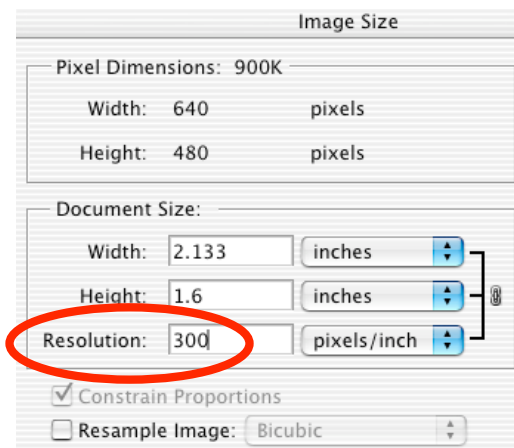 Image Size
Pixel Dimensions: 900K
Width: 640 pixels
Height: 480 pixels
Document Size:
Width: 2.133 inches
Height: 1.6 inches
Resolution: 300 pixels/inch
Constrain Proportions
Resample Image: Bicubic